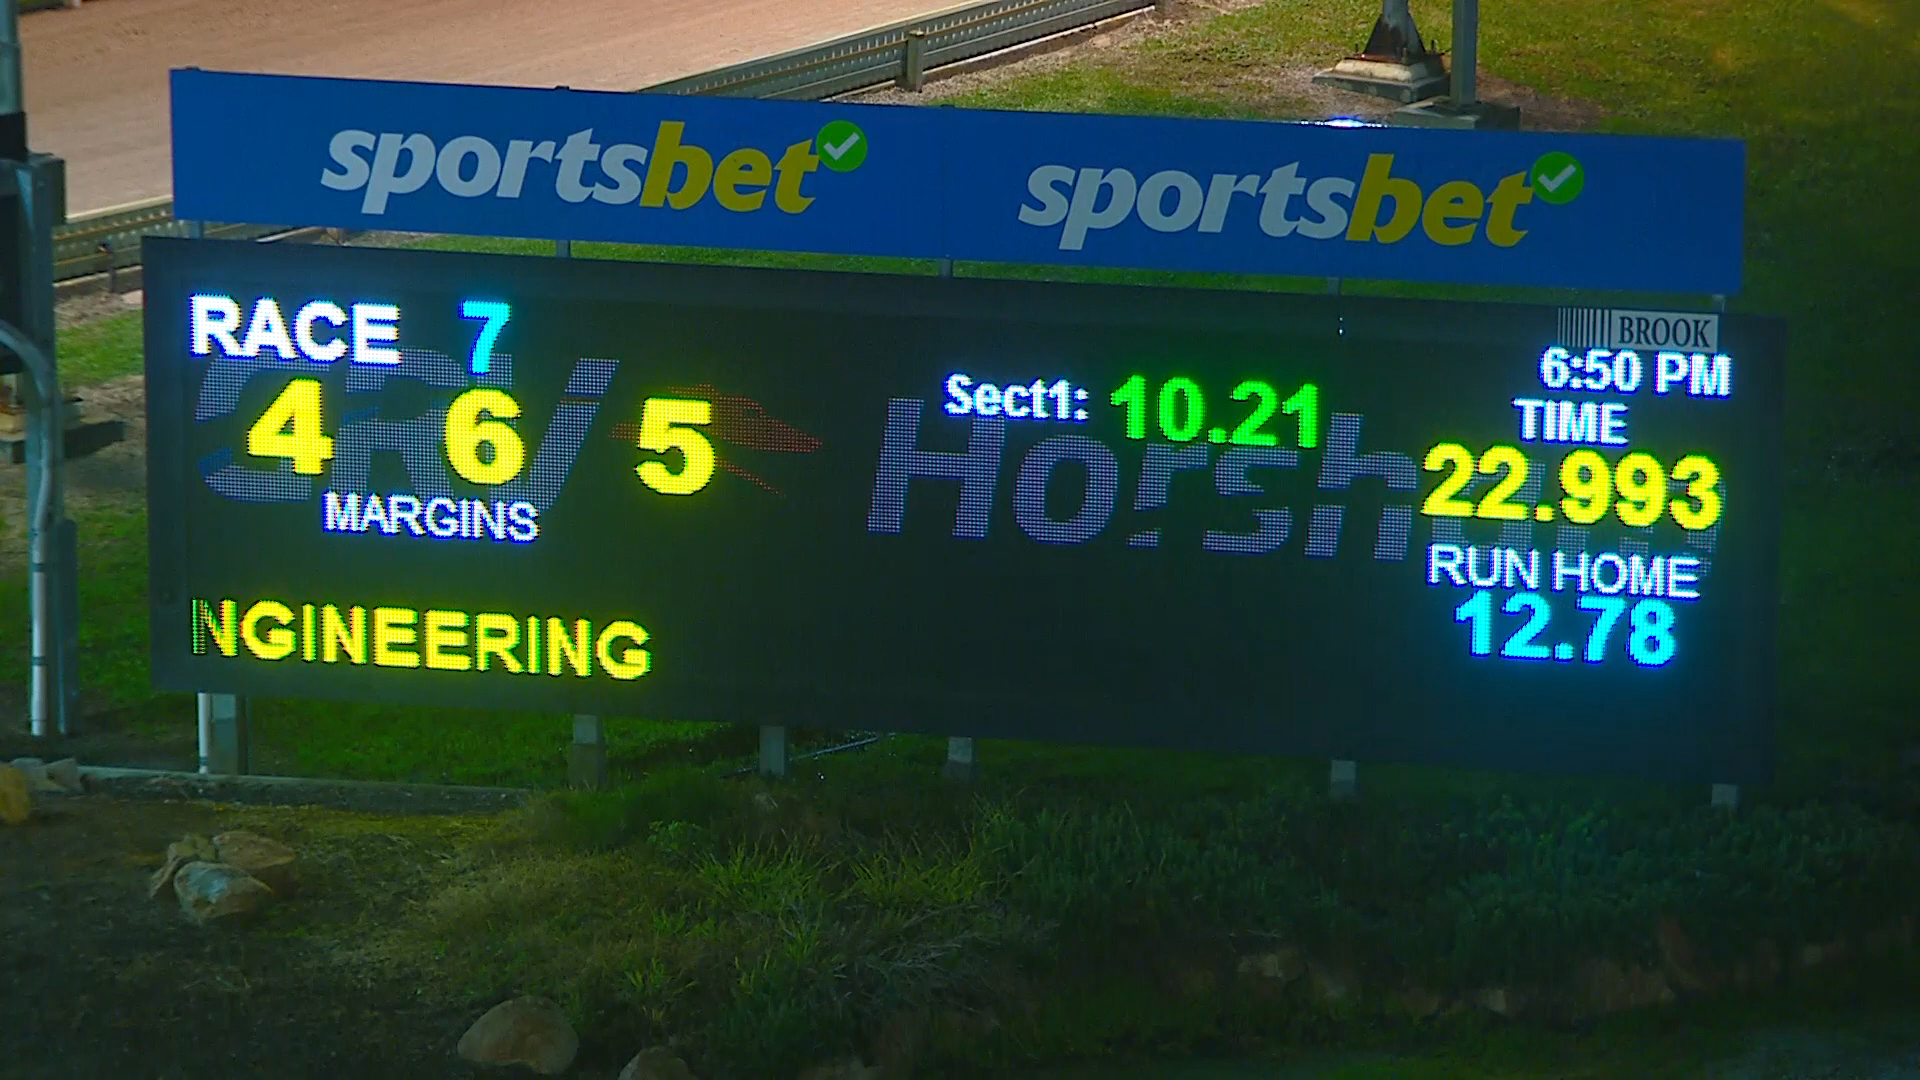 sportsbet sportsbet
BROOK
RACE 7
6:50 PM
Sect1: 10.21
TIME
4 6 5
22.993
MARGINS
RUN HOME
12.78
NGINEERING